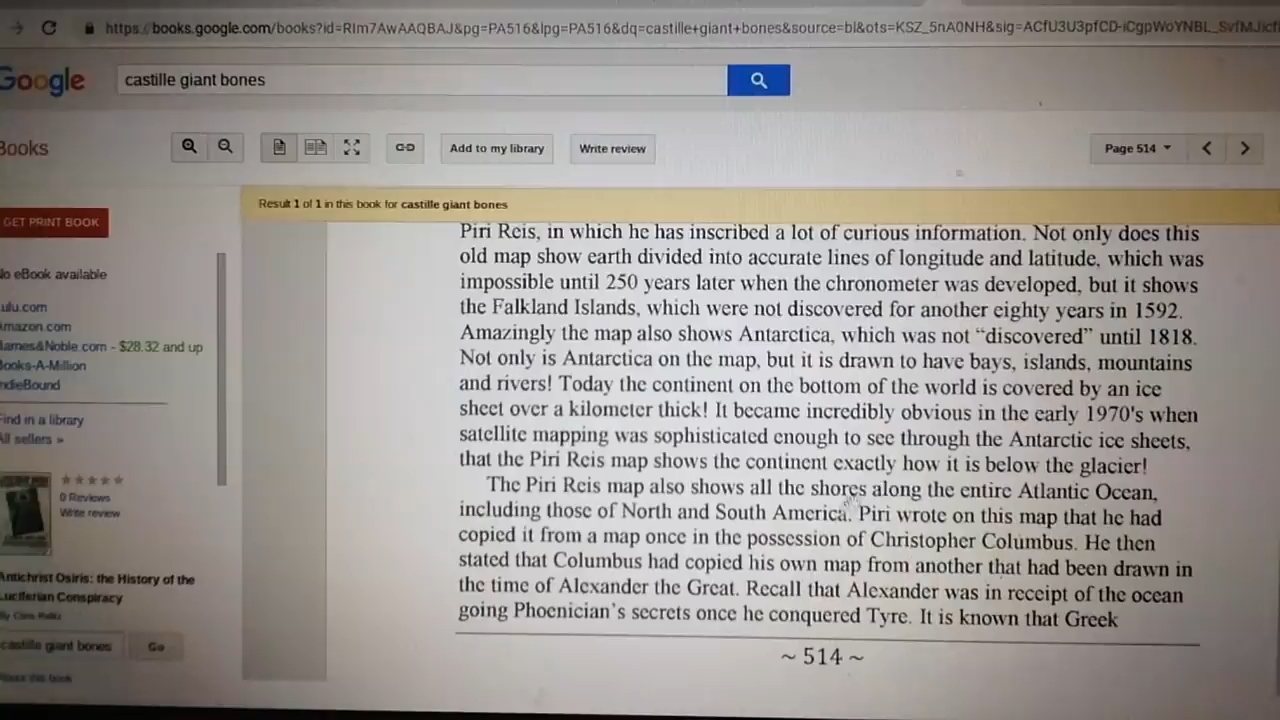 https://books.google.com/books?id=RIm7AwAAQBAJ&pg=PA516&lpg=PA516&dq=castille+giant+bones&source=bl&ots=KSZ_5nA0NH&sig=ACfU3U3pfCD-iCgpWoYNBL_SvfMJicf
Google
castille giant bones
Books
Add to my library
Write review
Page 514
Result 1 of 1 in this book for castille giant bones
GET PRINT BOOK
No eBook available
Lulu.com
Amazon.com
Barnes&Noble.com - $28.32 and up
Books-A-Million
IndieBound
Find in a library
All sellers »
0 Reviews
Write review
Antichrist Osiris: the History of the
Luciferian Conspiracy
By Chris
castille giant bones
Go
About this book
Piri Reis, in which he has inscribed a lot of curious information. Not only does this
old map show earth divided into accurate lines of longitude and latitude, which was
impossible until 250 years later when the chronometer was developed, but it shows
the Falkland Islands, which were not discovered for another eighty years in 1592.
Amazingly the map also shows Antarctica, which was not “discovered” until 1818.
Not only is Antarctica on the map, but it is drawn to have bays, islands, mountains
and rivers! Today the continent on the bottom of the world is covered by an ice
sheet over a kilometer thick! It became incredibly obvious in the early 1970's when
satellite mapping was sophisticated enough to see through the Antarctic ice sheets,
that the Piri Reis map shows the continent exactly how it is below the glacier!
The Piri Reis map also shows all the shores along the entire Atlantic Ocean,
including those of North and South America. Piri wrote on this map that he had
copied it from a map once in the possession of Christopher Columbus. He then
stated that Columbus had copied his own map from another that had been drawn in
the time of Alexander the Great. Recall that Alexander was in receipt of the ocean
going Phoenician's secrets once he conquered Tyre. It is known that Greek
~ 514 ~